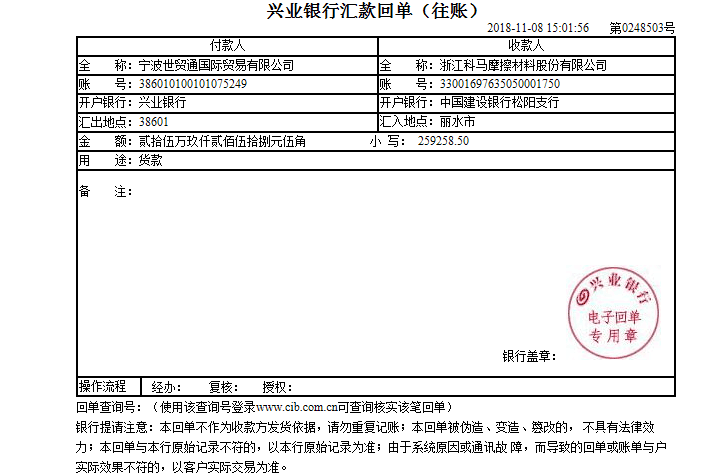 兴业银行汇款回单（往账）
2018-11-08 15:01:56 第0248503号
付款人 收款人
全 称：宁波世贸通国际贸易有限公司 全 称：浙江科马摩擦材料股份有限公司
账 号：386010100101075249 账 号：33001697635050001750
开户银行：兴业银行 开户银行：中国建设银行松阳支行
汇出地点：38601 汇入地点：丽水市
金 额：贰拾伍万玖仟贰佰伍拾捌元伍角 小 写： 259258.50
用 途：货款
备 注：
兴业银行
电子回单
专用章
银行盖章：
操作流程 经办： 复核： 授权：
回单查询号：（使用该查询号登录www.cib.com.cn可查询核实该笔回单）
银行提请注意：本回单不作为收款方发货依据，请勿重复记账；本回单被伪造、变造、篡改的， 不具有法律效
力；本回单与本行原始记录不符的，以本行原始记录为准；由于系统原因或通讯故 障，而导致的回单或账单与户
实际效果不符的，以客户实际交易为准。